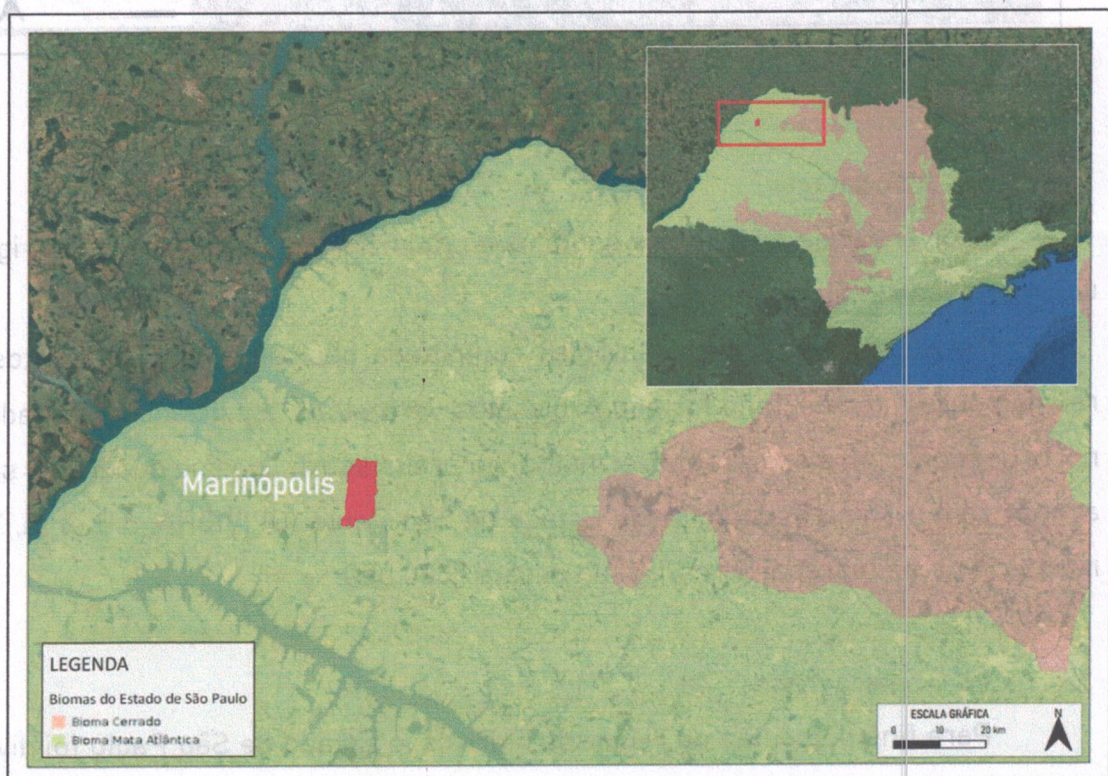 Marinópolis
LEGENDA
Biomas do Estado de São Paulo
Bioma Cerrado
Bioma Mata Atlântica
ESCALA GRÁFICA
0 10 20 km
N